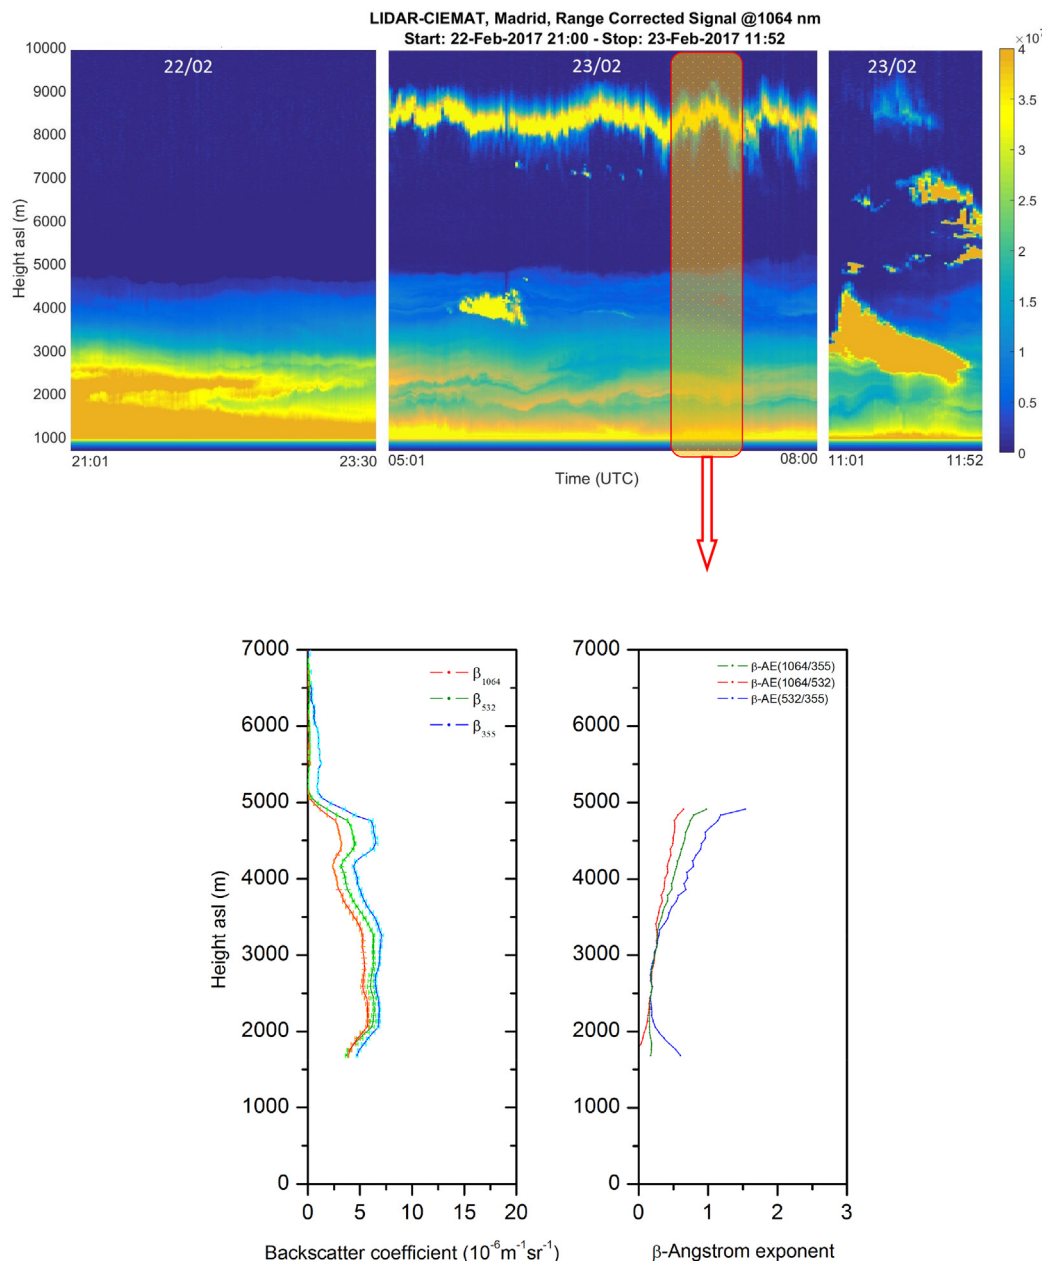 LIDAR-CIEMAT, Madrid, Range Corrected Signal @1064 nm
Start: 22-Feb-2017 21:00 - Stop: 23-Feb-2017 11:52
×10⁷
22/02
23/02
23/02
Height asl (m)
10000
9000
8000
7000
6000
5000
4000
3000
2000
1000
4
3.5
3
2.5
2
1.5
1
0.5
0
21:01 23:30 05:01 08:00 11:01 11:52
Time (UTC)
Height asl (m)
7000
6000
5000
4000
3000
2000
1000
0
β1064
β532
β355
0 5 10 15 20
Backscatter coefficient (10⁻⁶m⁻¹sr⁻¹)
7000
6000
5000
4000
3000
2000
1000
0
β-AE(1064/355)
β-AE(1064/532)
β-AE(532/355)
0 1 2 3
β-Angstrom exponent